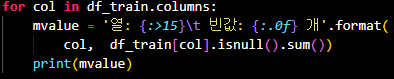 for col in df_train.columns:
    mvalue = '열: {:>15}\t 빈값: {:.0f} 개'.format(
        col,  df_train[col].isnull().sum())
    print(mvalue)